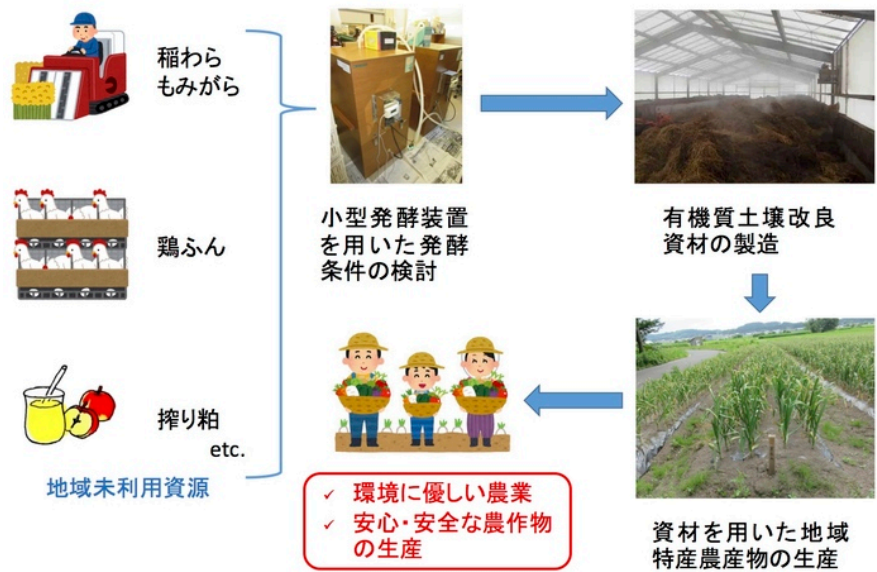 稲わら
もみがら
鶏ふん
搾り粕
etc.
地域未利用資源
小型発酵装置
を用いた発酵
条件の検討
有機質土壌改良
資材の製造
資材を用いた地域
特産農産物の生産
✓ 環境に優しい農業
✓ 安心・安全な農作物
の生産